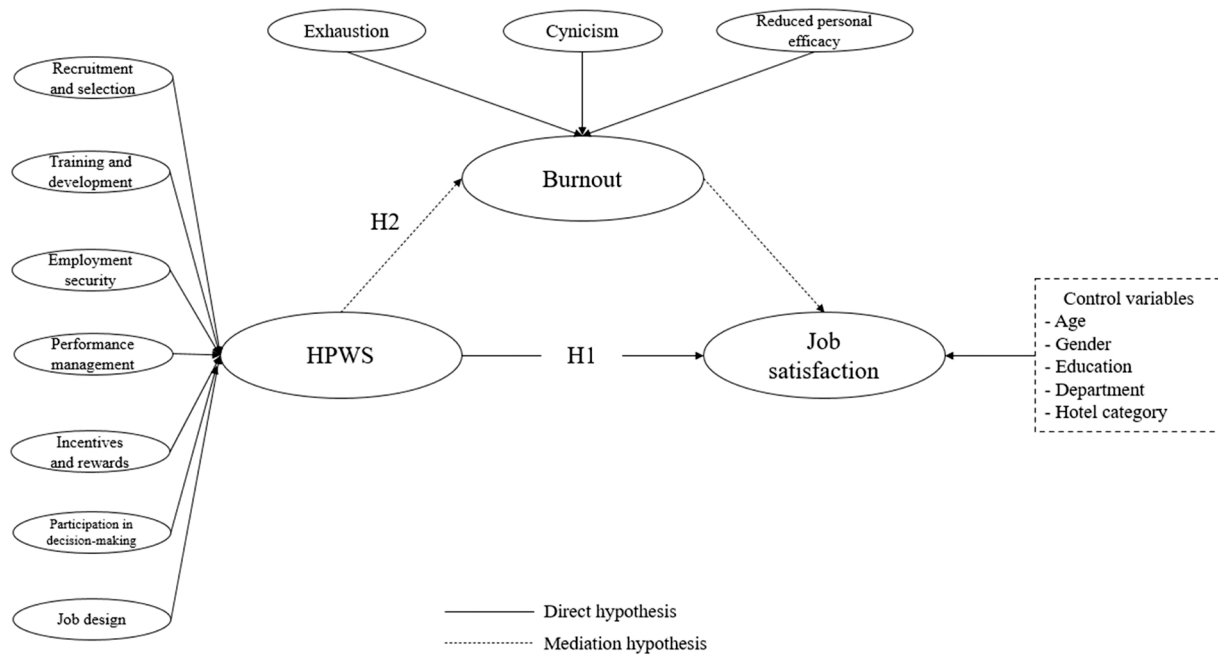 Exhaustion
Cynicism
Reduced personal
efficacy
Recruitment
and selection
Training and
development
Burnout
H2
Employment
security
Control variables
- Age
- Gender
- Education
- Department
- Hotel category
Performance
management
HPWS
H1
Job
satisfaction
Incentives
and rewards
Participation in
decision-making
Job design
Direct hypothesis
Mediation hypothesis